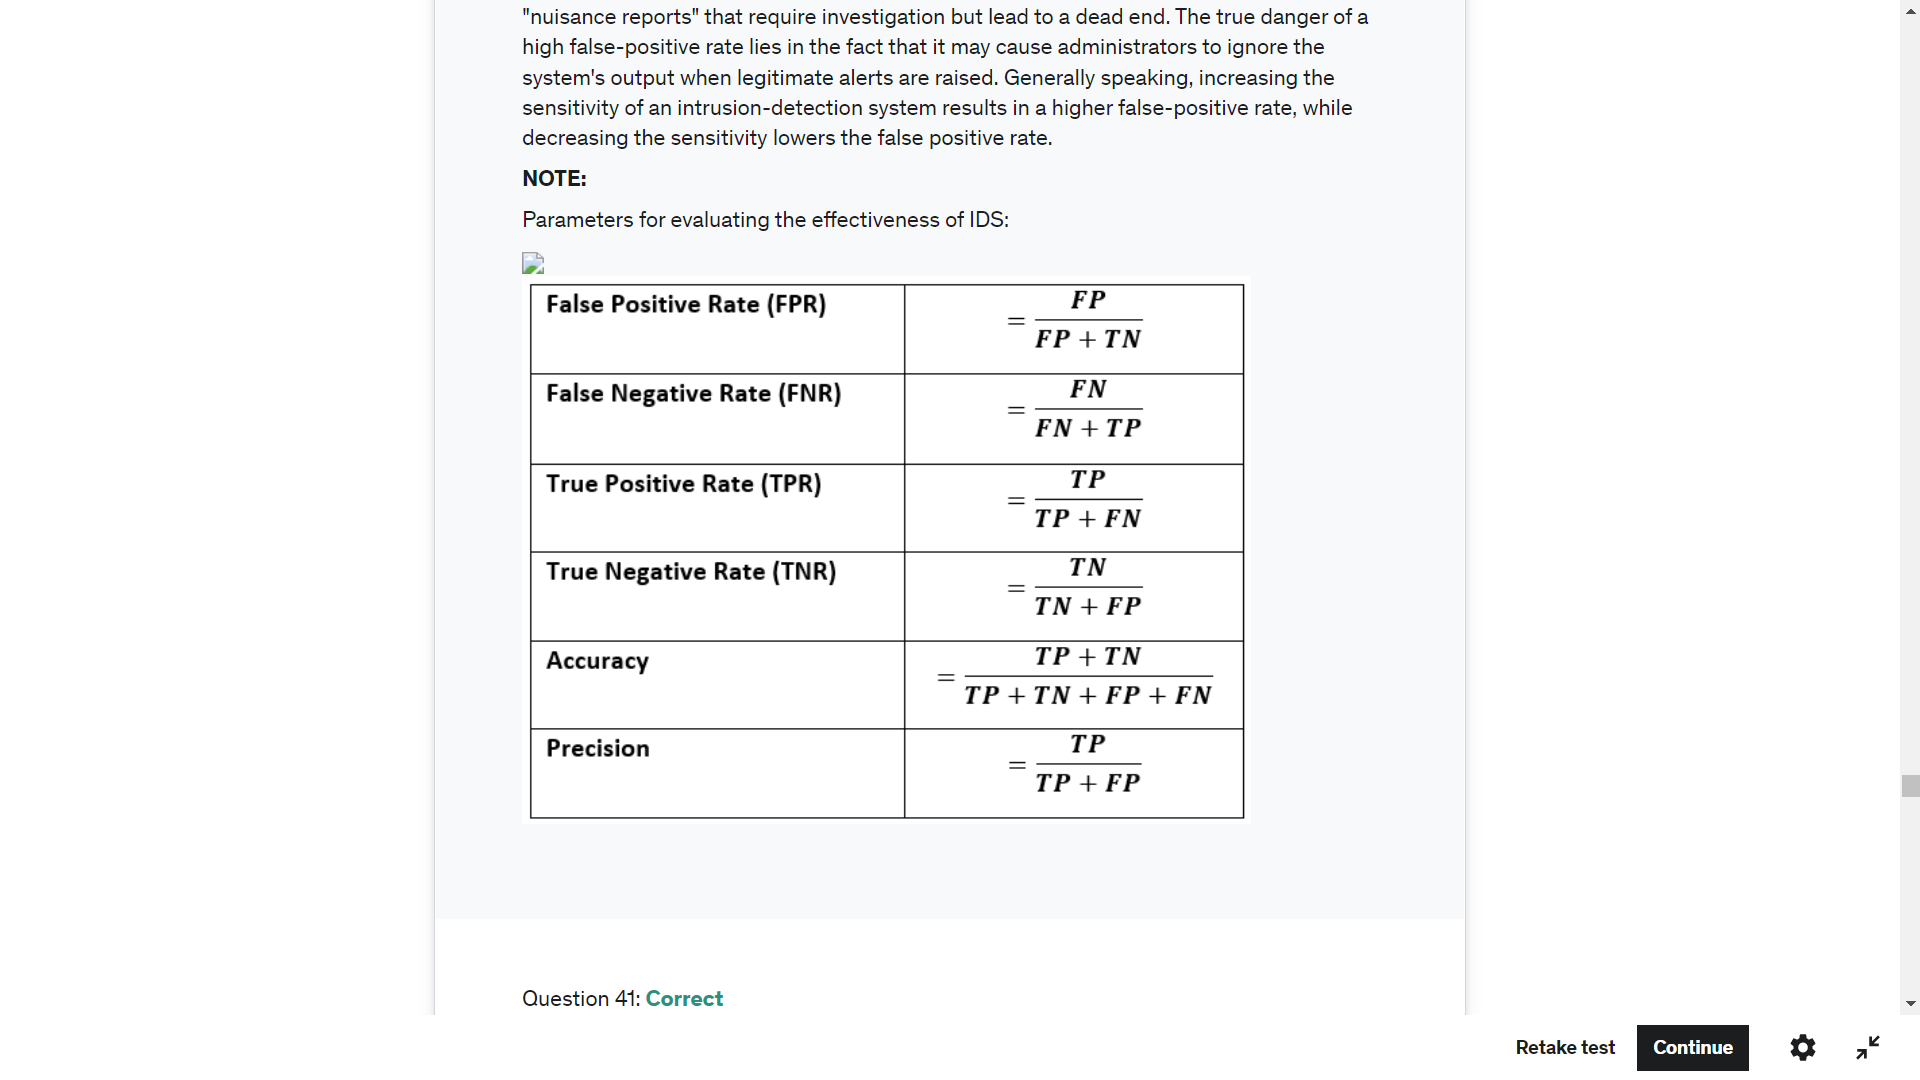 "nuisance reports" that require investigation but lead to a dead end. The true danger of a
high false-positive rate lies in the fact that it may cause administrators to ignore the
system's output when legitimate alerts are raised. Generally speaking, increasing the
sensitivity of an intrusion-detection system results in a higher false-positive rate, while
decreasing the sensitivity lowers the false positive rate.
NOTE:
Parameters for evaluating the effectiveness of IDS:
False Positive Rate (FPR)
FP
=
FP + TN
False Negative Rate (FNR)
FN
=
FN + TP
True Positive Rate (TPR)
TP
=
TP + FN
True Negative Rate (TNR)
TN
=
TN + FP
Accuracy
TP + TN
=
TP + TN + FP + FN
Precision
TP
=
TP + FP
Question 41: Correct
Retake test
Continue